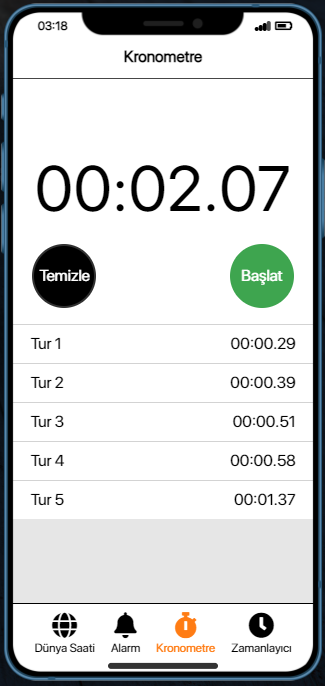 03:18
Kronometre
00:02.07
Temizle Başlat
Tur 1 00:00.29
Tur 2 00:00.39
Tur 3 00:00.51
Tur 4 00:00.58
Tur 5 00:01.37
Dünya Saati Alarm Kronometre Zamanlayıcı